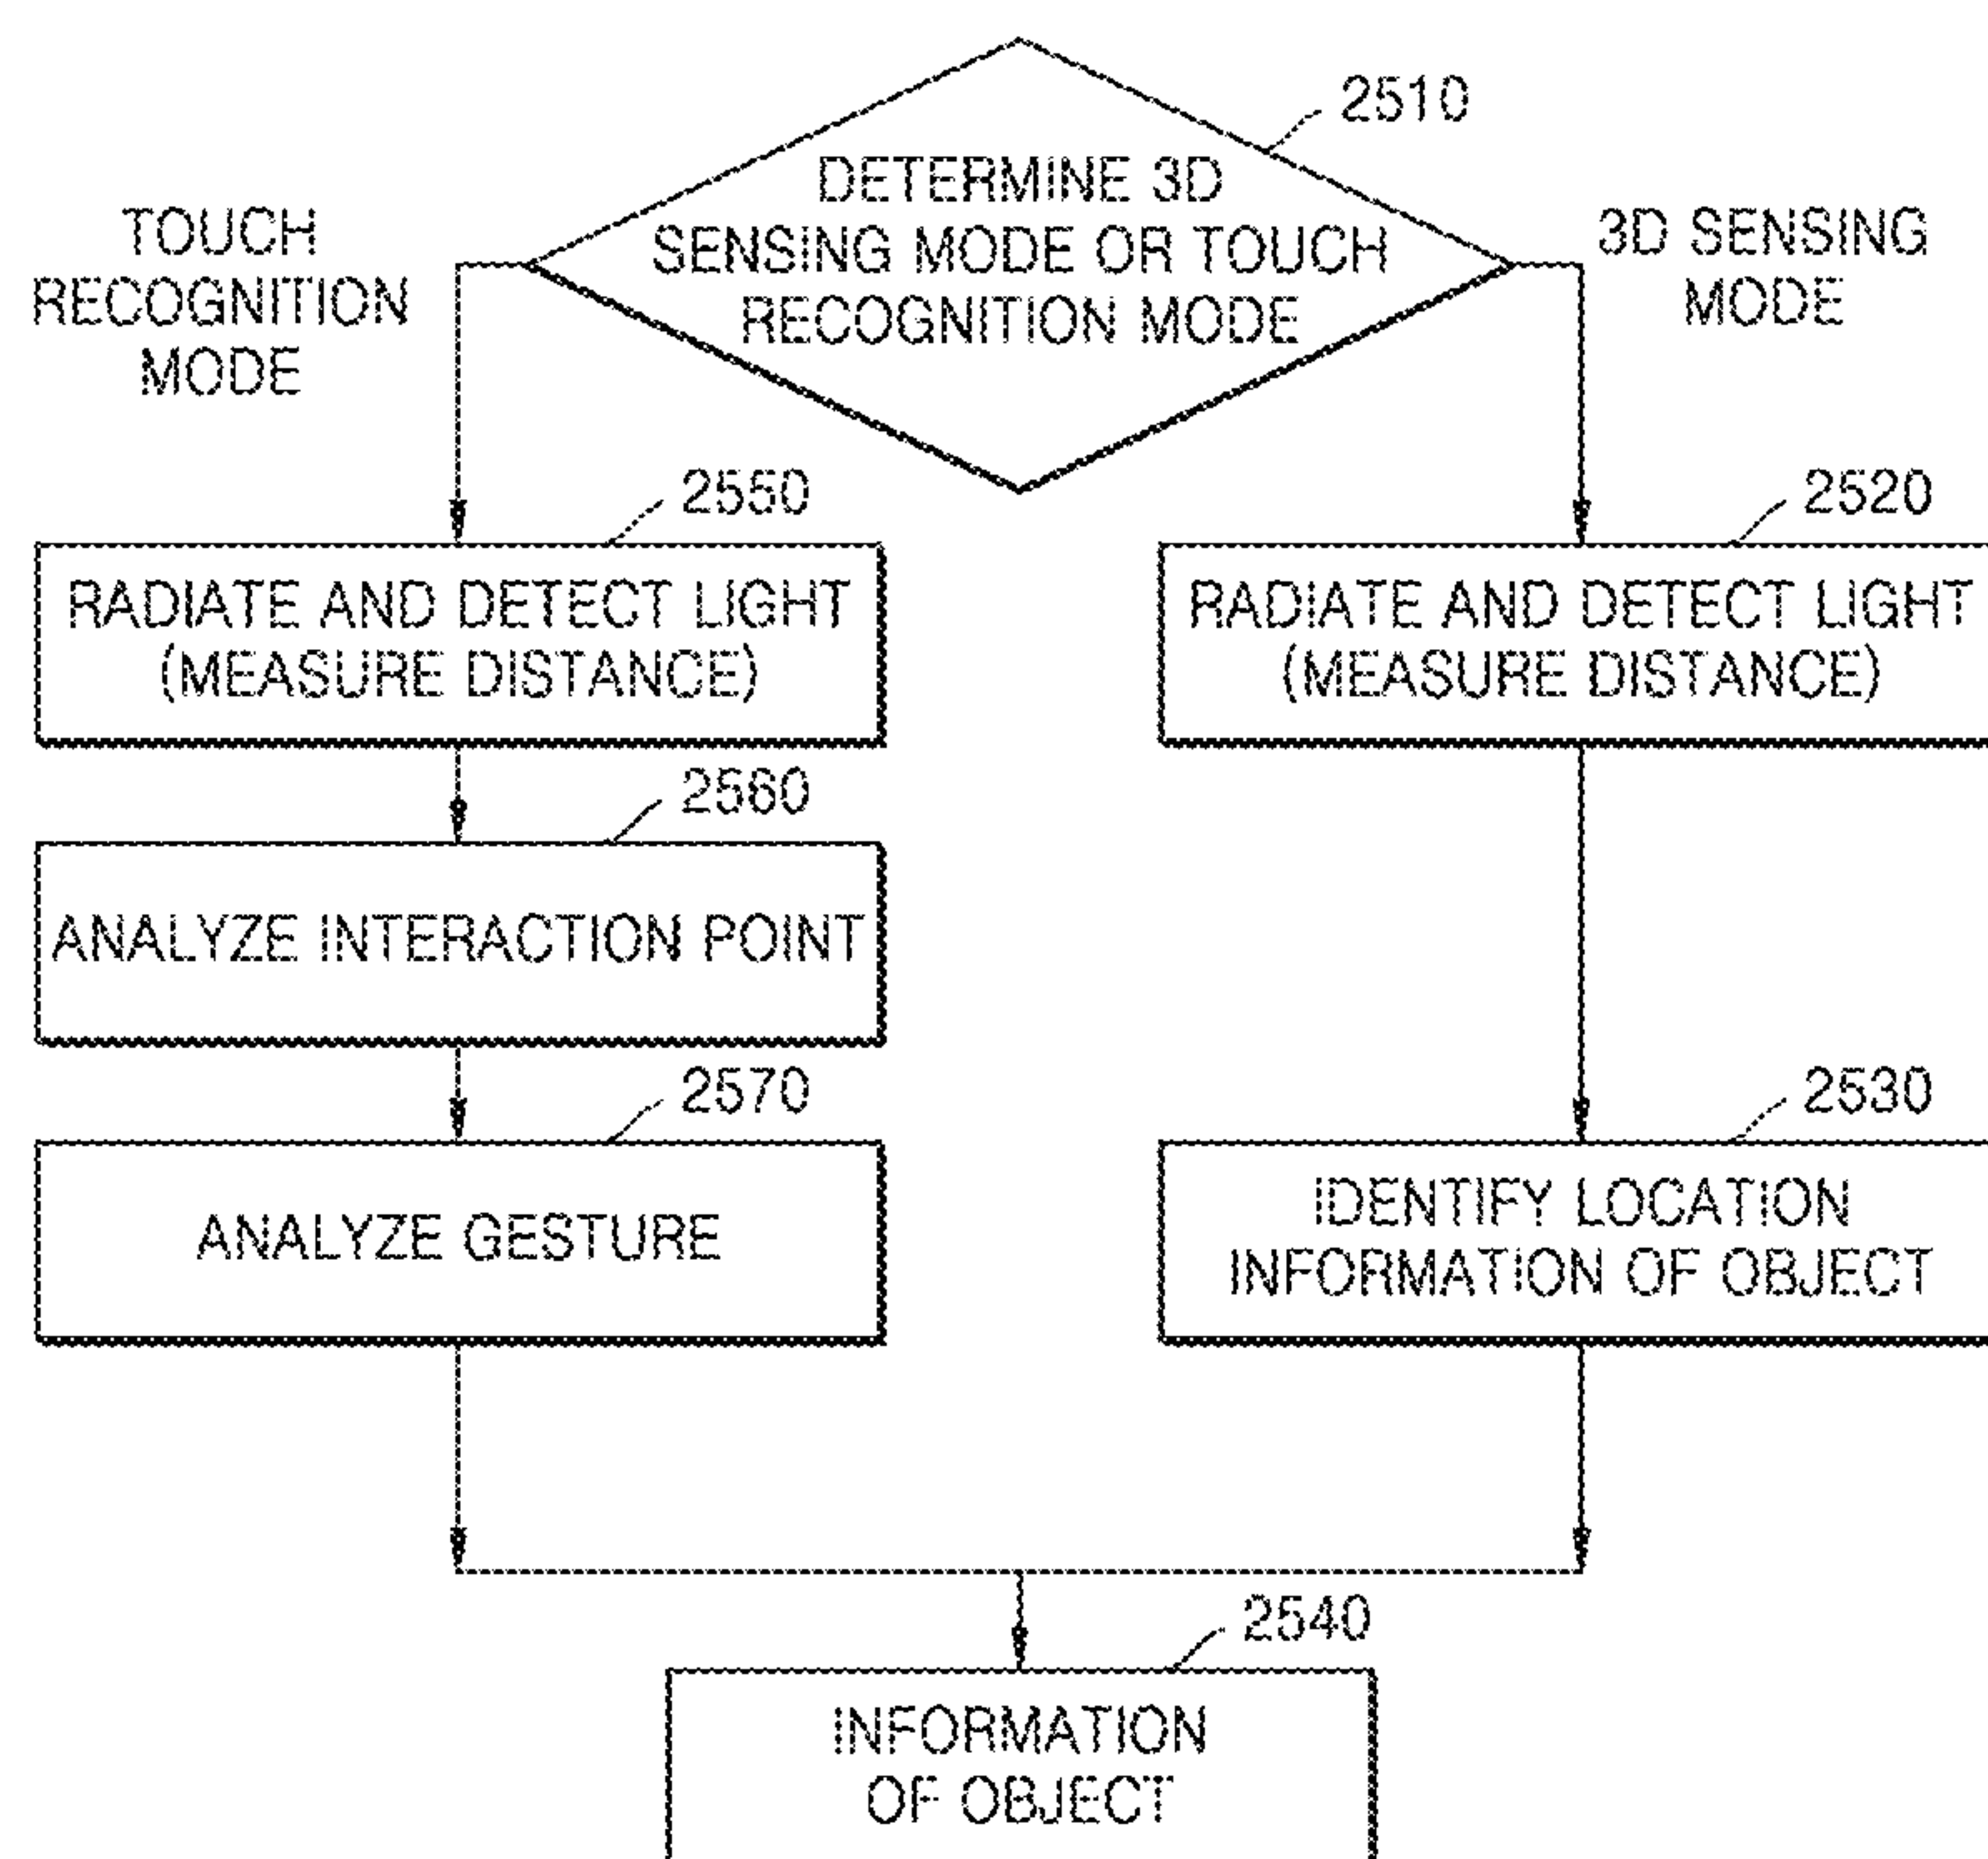 2510
DETERMINE 3D
SENSING MODE OR TOUCH
RECOGNITION MODE
TOUCH
RECOGNITION
MODE
3D SENSING
MODE
2550
RADIATE AND DETECT LIGHT
(MEASURE DISTANCE)
2520
RADIATE AND DETECT LIGHT
(MEASURE DISTANCE)
2560
ANALYZE INTERACTION POINT
2570
ANALYZE GESTURE
2530
IDENTIFY LOCATION
INFORMATION OF OBJECT
2540
INFORMATION
OF OBJECT